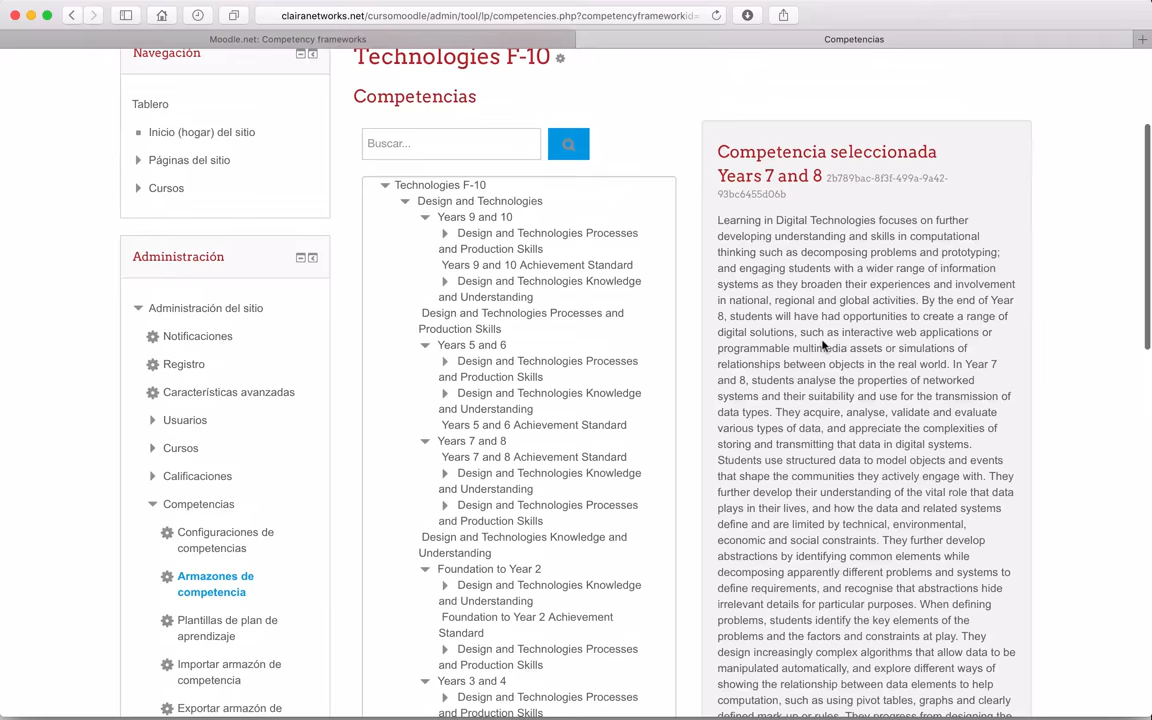 clairanetworks.net/cursomoodle/admin/tool/lp/competencies.php?competencyframeworkid=
Moodle.net: Competency frameworks
Competencias
Navegación
Tablero
Inicio (hogar) del sitio
Páginas del sitio
Cursos
Administración
Administración del sitio
Notificaciones
Registro
Características avanzadas
Usuarios
Cursos
Calificaciones
Competencias
Configuraciones de
competencias
Armazones de
competencia
Plantillas de plan de
aprendizaje
Importar armazón de
competencia
Exportar armazón de
Technologies F-10
Competencias
Buscar...
Technologies F-10
Design and Technologies
Years 9 and 10
Design and Technologies Processes
and Production Skills
Years 9 and 10 Achievement Standard
Design and Technologies Knowledge
and Understanding
Design and Technologies Processes and
Production Skills
Years 5 and 6
Design and Technologies Processes
and Production Skills
Design and Technologies Knowledge
and Understanding
Years 5 and 6 Achievement Standard
Years 7 and 8
Years 7 and 8 Achievement Standard
Design and Technologies Knowledge
and Understanding
Design and Technologies Processes
and Production Skills
Design and Technologies Knowledge and
Understanding
Foundation to Year 2
Design and Technologies Knowledge
and Understanding
Foundation to Year 2 Achievement
Standard
Design and Technologies Processes
and Production Skills
Years 3 and 4
Design and Technologies Processes
and Production Skills
Competencia seleccionada
Years 7 and 8 2b789bac-8f3f-499a-9a42-
93bc6455d06b
Learning in Digital Technologies focuses on further
developing understanding and skills in computational
thinking such as decomposing problems and prototyping;
and engaging students with a wider range of information
systems as they broaden their experiences and involvement
in national, regional and global activities. By the end of Year
8, students will have had opportunities to create a range of
digital solutions, such as interactive web applications or
programmable multimedia assets or simulations of
relationships between objects in the real world. In Year 7
and 8, students analyse the properties of networked
systems and their suitability and use for the transmission of
data types. They acquire, analyse, validate and evaluate
various types of data, and appreciate the complexities of
storing and transmitting that data in digital systems.
Students use structured data to model objects and events
that shape the communities they actively engage with. They
further develop their understanding of the vital role that data
plays in their lives, and how the data and related systems
define and are limited by technical, environmental,
economic and social constraints. They further develop
abstractions by identifying common elements while
decomposing apparently different problems and systems to
define requirements, and recognise that abstractions hide
irrelevant details for particular purposes. When defining
problems, students identify the key elements of the
problems and the factors and constraints at play. They
design increasingly complex algorithms that allow data to be
manipulated automatically, and explore different ways of
showing the relationship between data elements to help
computation, such as using pivot tables, graphs and clearly
defined mark-up or rules. They progress from designing the